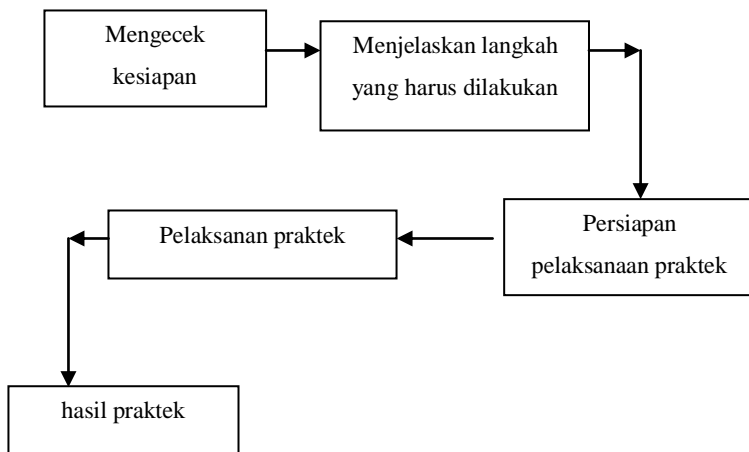 Mengecek
kesiapan
Menjelaskan langkah
yang harus dilakukan
Persiapan
pelaksanaan praktek
Pelaksanan praktek
hasil praktek